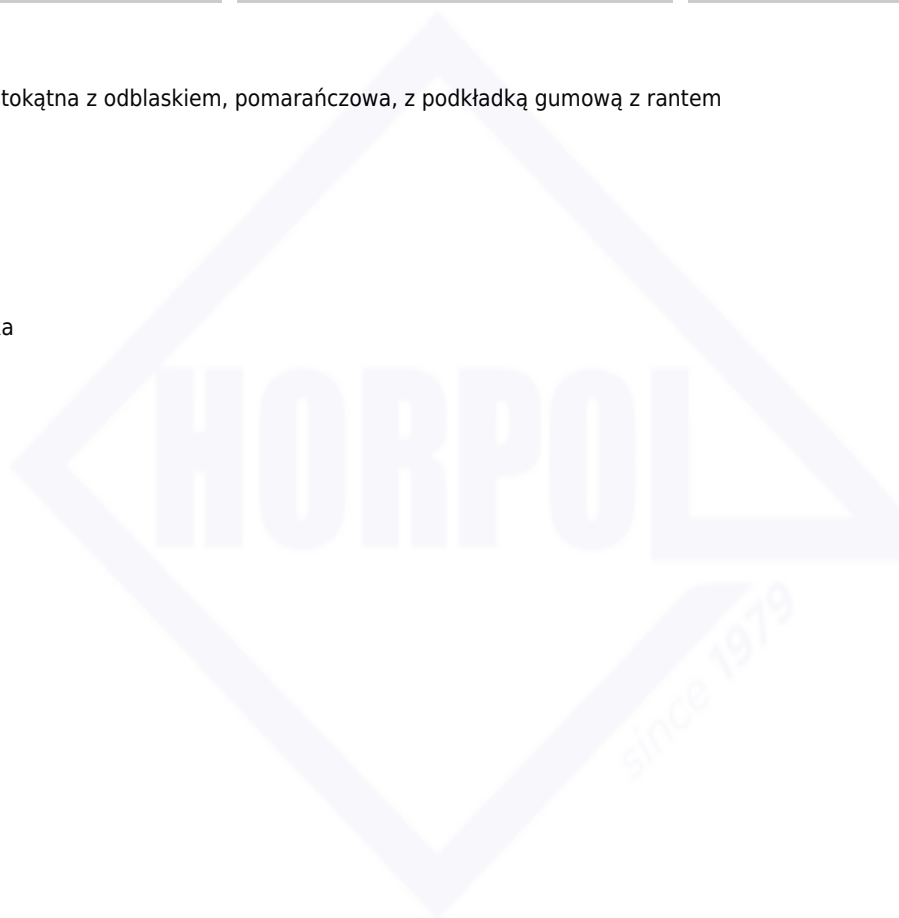 tokątna z odblaskiem, pomarańczowa, z podkładką gumową z rantem
a
HORPOL
since 1979